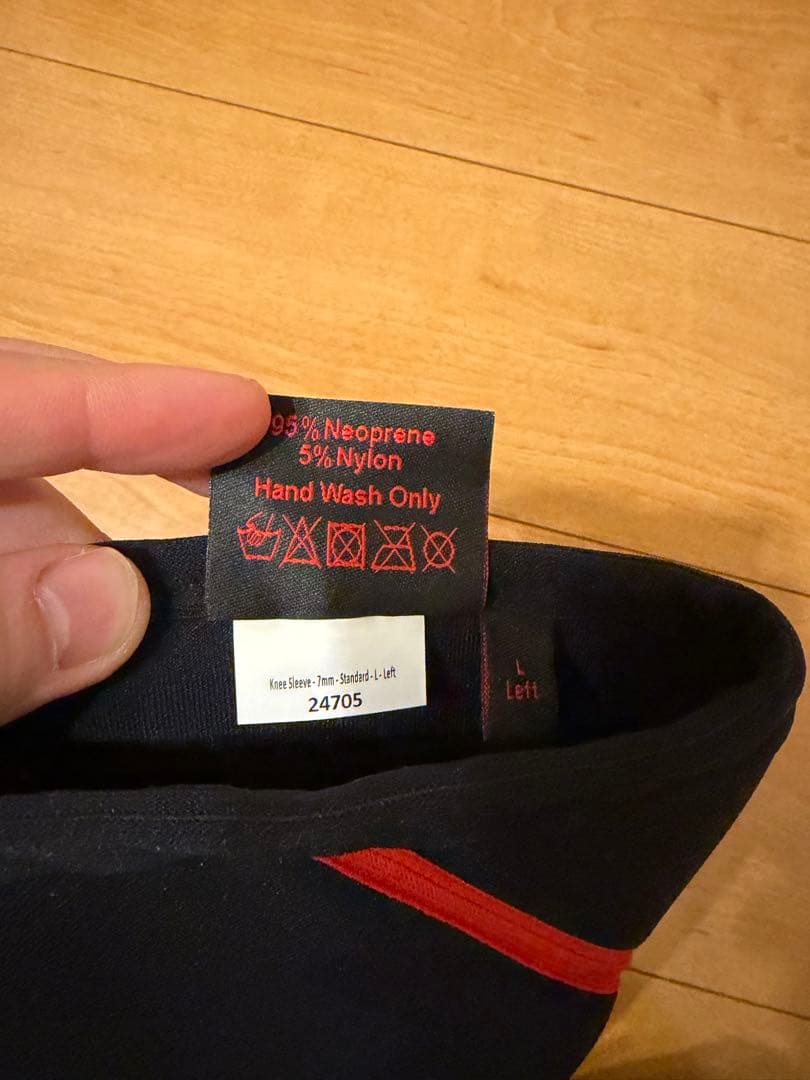 95% Neoprene
5% Nylon
Hand Wash Only
Knee Sleeve - 7mm - Standard - L - Left
24705
L
Left